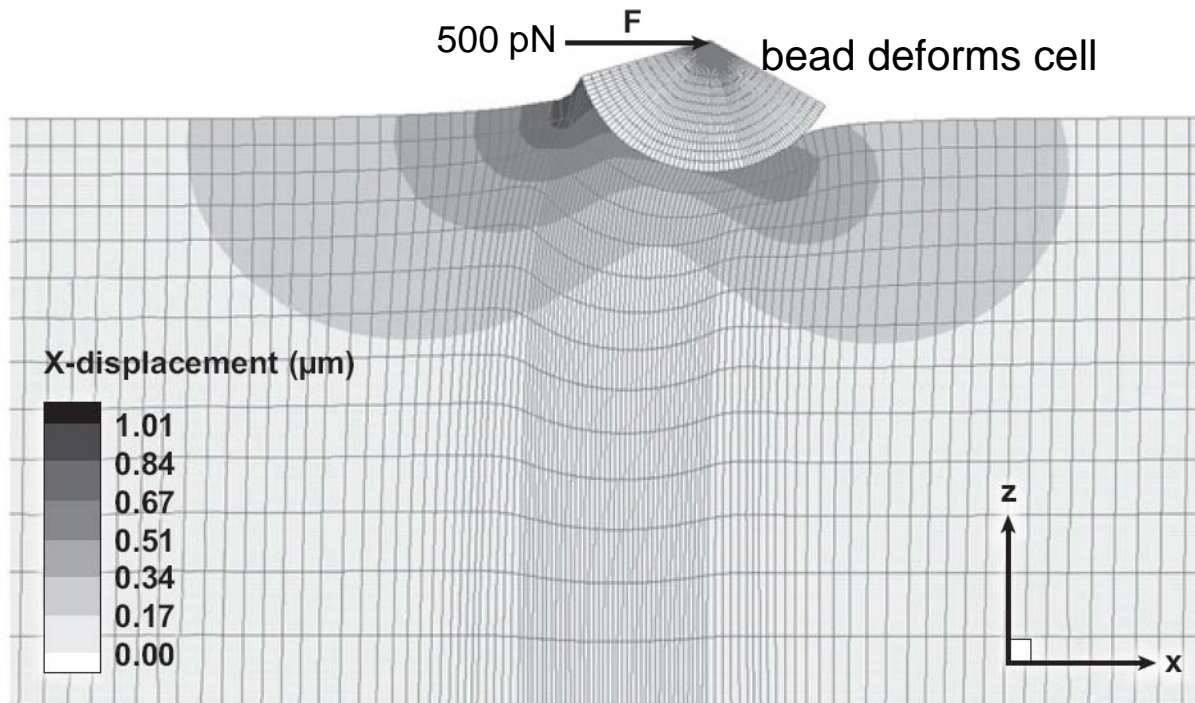 F
500 pN
bead deforms cell
X-displacement (μm)
1.01
0.84
0.67
0.51
0.34
0.17
0.00
z
x